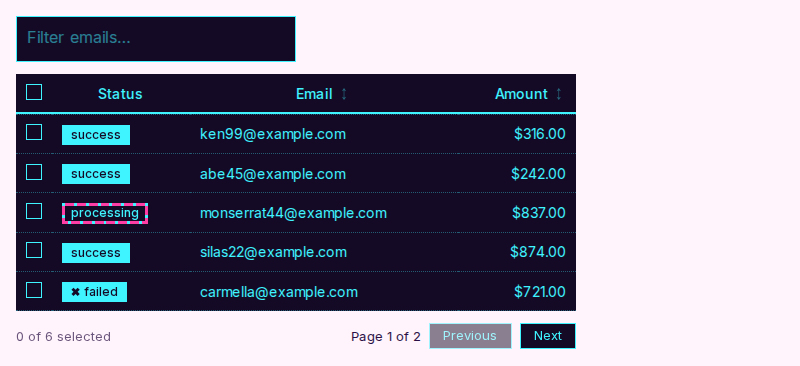 Filter emails...
Status Email ↕ Amount ↕
success ken99@example.com $316.00
success abe45@example.com $242.00
processing monserrat44@example.com $837.00
success silas22@example.com $874.00
✖ failed carmella@example.com $721.00
0 of 6 selected Page 1 of 2 Previous Next